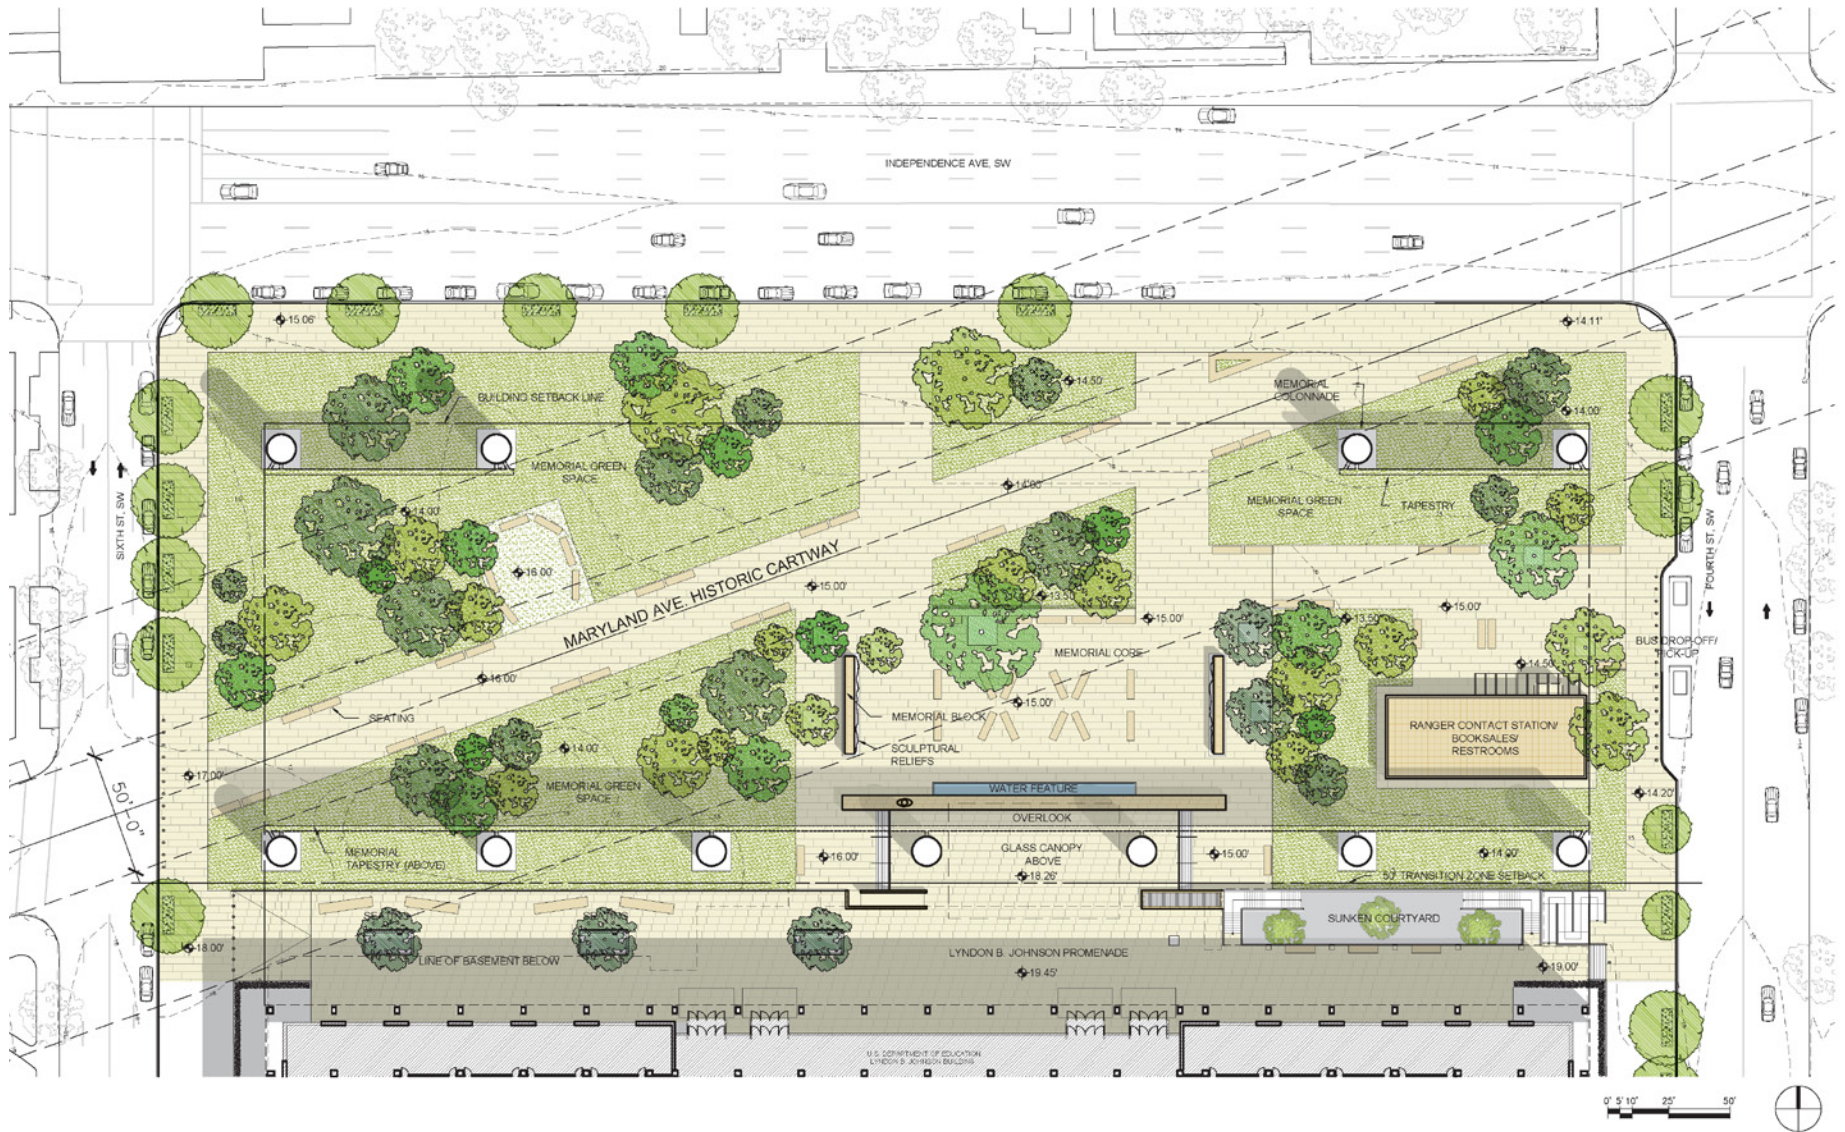 INDEPENDENCE AVE, SW
15.06'
14.11'
14.50'
MEMORIAL
COLONNADE
BUILDING SETBACK LINE
14.00'
MEMORIAL GREEN
SPACE
SIXTH ST, SW
14.00'
14.00'
MEMORIAL GREEN
SPACE
TAPESTRY
FOURTH ST, SW
16.00'
MARYLAND AVE. HISTORIC CARTWAY
15.00'
13.50'
15.00'
13.50'
15.00'
BUS DROP-OFF/
PICK-UP
MEMORIAL CORE
14.50'
16.00'
SEATING
15.00'
MEMORIAL BLOCK
SCULPTURAL
RELIEFS
14.00'
RANGER CONTACT STATION/
BOOKSALES/
RESTROOMS
17.00'
50'-0"
MEMORIAL GREEN
SPACE
WATER FEATURE
14.20'
OVERLOOK
MEMORIAL
TAPESTRY (ABOVE)
16.00'
GLASS CANOPY
ABOVE
15.00'
14.00'
18.26'
50' TRANSITION ZONE SETBACK
SUNKEN COURTYARD
18.00'
LINE OF BASEMENT BELOW
LYNDON B. JOHNSON PROMENADE
19.45'
19.00'
U.S. DEPARTMENT OF EDUCATION
LYNDON B. JOHNSON BUILDING
0' 5' 10' 25' 50'